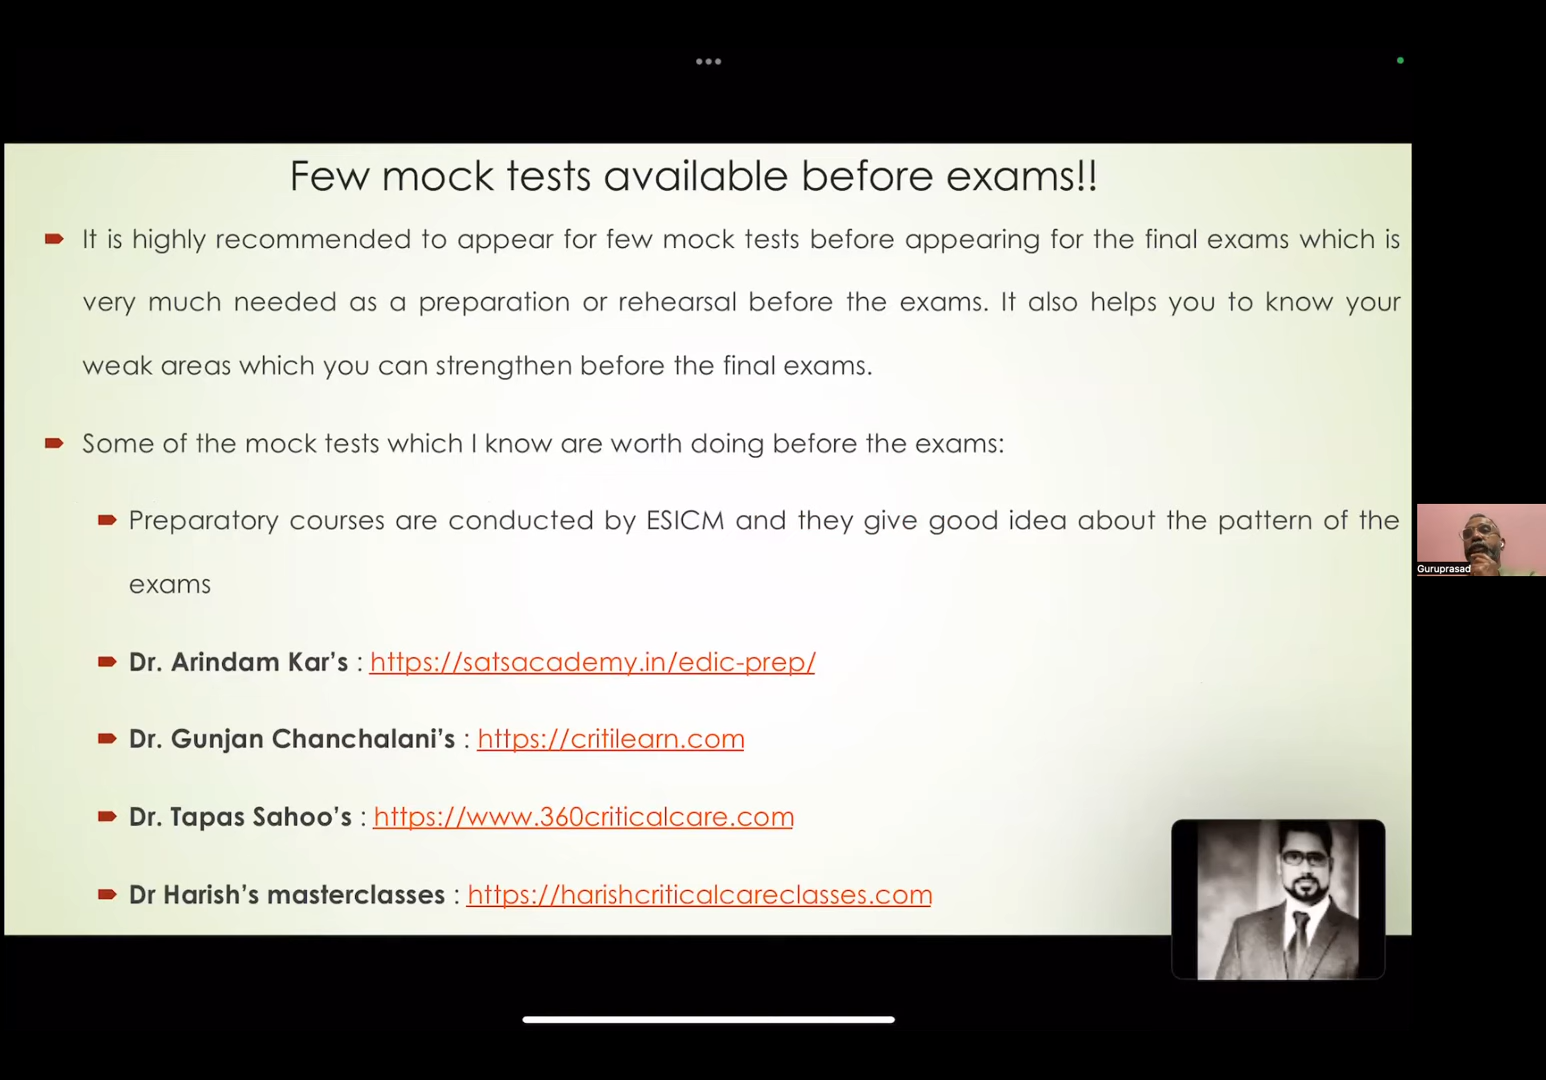 Few mock tests available before exams!!
It is highly recommended to appear for few mock tests before appearing for the final exams which is
very much needed as a preparation or rehearsal before the exams. It also helps you to know your
weak areas which you can strengthen before the final exams.
Some of the mock tests which I know are worth doing before the exams:
Preparatory courses are conducted by ESICM and they give good idea about the pattern of the
exams
Dr. Arindam Kar’s : https://satsacademy.in/edic-prep/
Dr. Gunjan Chanchalani’s : https://critilearn.com
Dr. Tapas Sahoo’s : https://www.360criticalcare.com
Dr Harish’s masterclasses : https://harishcriticalcareclasses.com
Guruprasad